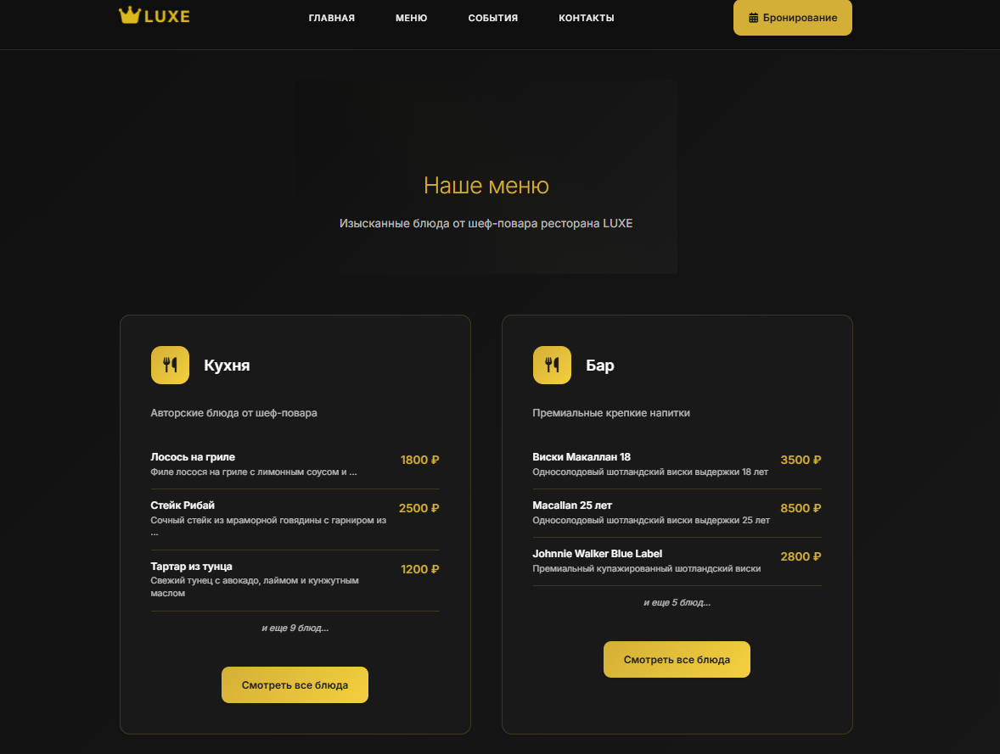 LUXE
ГЛАВНАЯ
МЕНЮ
СОБЫТИЯ
КОНТАКТЫ
Бронирование
Наше меню
Изысканные блюда от шеф-повара ресторана LUXE
Кухня
Авторские блюда от шеф-повара
Лосось на гриле
1800 ₽
Филе лосося на гриле с лимонным соусом и ...
Стейк Рибай
2500 ₽
Сочный стейк из мраморной говядины с гарниром из
...
Тартар из тунца
1200 ₽
Свежий тунец с авокадо, лаймом и кунжутным
маслом
и еще 9 блюд...
Смотреть все блюда
Бар
Премиальные крепкие напитки
Виски Макаллан 18
3500 ₽
Односолодовый шотландский виски выдержки 18 лет
Macallan 25 лет
8500 ₽
Односолодовый шотландский виски выдержки 25 лет
Johnnie Walker Blue Label
2800 ₽
Премиальный купажированный шотландский виски
и еще 5 блюд...
Смотреть все блюда